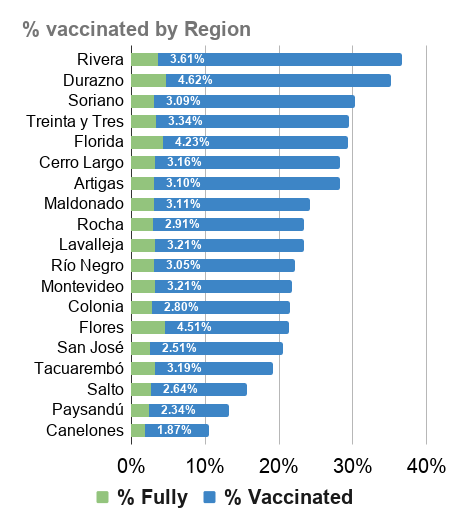 % vaccinated by Region
Rivera 3.61%
Durazno 4.62%
Soriano 3.09%
Treinta y Tres 3.34%
Florida 4.23%
Cerro Largo 3.16%
Artigas 3.10%
Maldonado 3.11%
Rocha 2.91%
Lavalleja 3.21%
Río Negro 3.05%
Montevideo 3.21%
Colonia 2.80%
Flores 4.51%
San José 2.51%
Tacuarembó 3.19%
Salto 2.64%
Paysandú 2.34%
Canelones 1.87%
0% 10% 20% 30% 40%
% Fully % Vaccinated